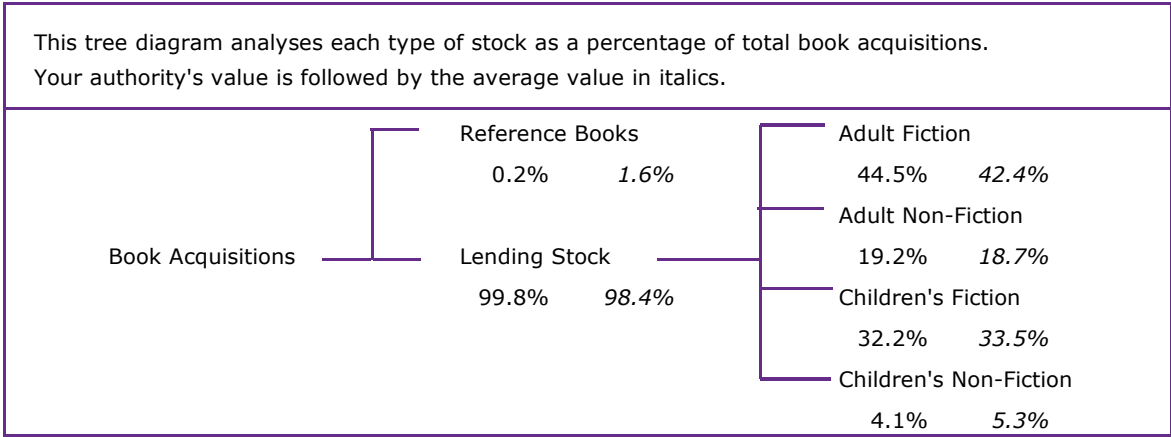 This tree diagram analyses each type of stock as a percentage of total book acquisitions.
Your authority's value is followed by the average value in italics.
Reference Books
Adult Fiction
0.2% 1.6%
44.5% 42.4%
Adult Non-Fiction
Book Acquisitions
Lending Stock
19.2% 18.7%
99.8% 98.4%
Children's Fiction
32.2% 33.5%
Children's Non-Fiction
4.1% 5.3%